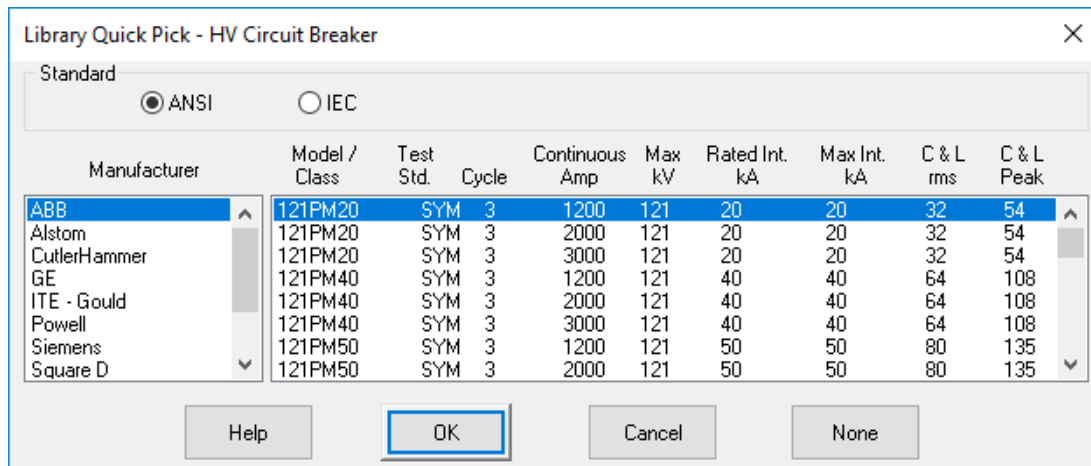 Library Quick Pick - HV Circuit Breaker
Standard
ANSI IEC
Manufacturer
Model / Test Continuous Max Rated Int. Max Int. C & L C & L
Class Std. Cycle Amp kV kA kA rms Peak
ABB 121PM20 SYM 3 1200 121 20 20 32 54
Alstom 121PM20 SYM 3 2000 121 20 20 32 54
CutlerHammer 121PM20 SYM 3 3000 121 20 20 32 54
GE 121PM40 SYM 3 1200 121 40 40 64 108
ITE - Gould 121PM40 SYM 3 2000 121 40 40 64 108
Powell 121PM40 SYM 3 3000 121 40 40 64 108
Siemens 121PM50 SYM 3 1200 121 50 50 80 135
Square D 121PM50 SYM 3 2000 121 50 50 80 135
Help OK Cancel None